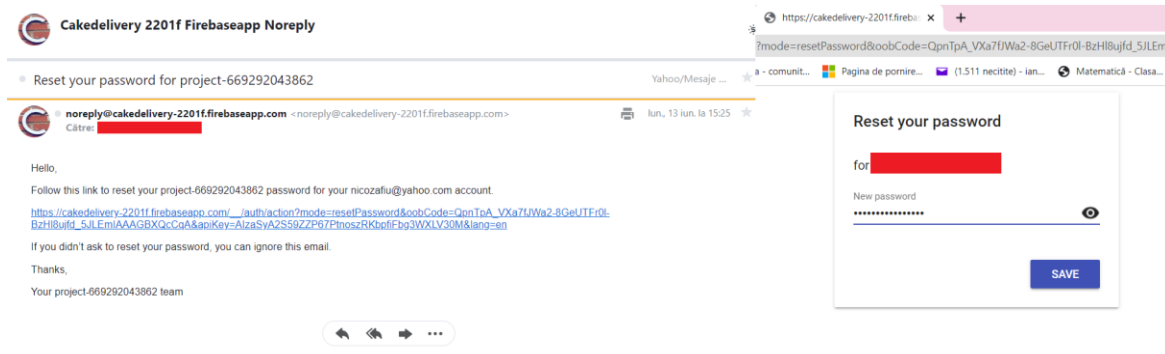 Cakedelivery 2201f Firebaseapp Noreply
Reset your password for project-669292043862
Yahoo/Mesaje ...
noreply@cakedelivery-2201f.firebaseapp.com <noreply@cakedelivery-2201f.firebaseapp.com>
lun., 13 iun. la 15:25
Către:
Hello,
Follow this link to reset your project-669292043862 password for your nicozafiu@yahoo.com account.
https://cakedelivery-2201f.firebaseapp.com/__/auth/action?mode=resetPassword&oobCode=QpnTpA_VXa7fJWa2-8GeUTFr0I-
BzHl8ujfd_5JLEmIAAAGBXQcCqA&apiKey=AIzaSyA2S59ZZP67PtnoszRKbpfiFbg3WXLV30M&lang=en
If you didn't ask to reset your password, you can ignore this email.
Thanks,
Your project-669292043862 team
https://cakedelivery-2201f.fireba
?mode=resetPassword&oobCode=QpnTpA_VXa7fJWa2-8GeUTFr0I-BzHl8ujfd_5JLEm
a - comunit...
Pagina de pornire...
(1.511 necitite) - ian...
Matematică - Clasa...
Reset your password
for
New password
••••••••••••••••
SAVE